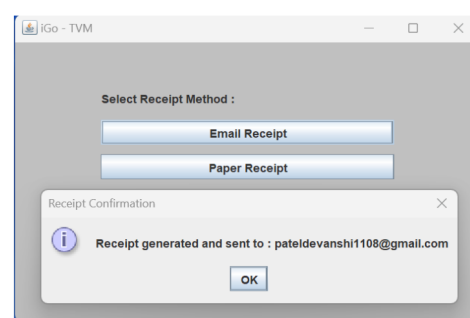 iGo - TVM
Select Receipt Method :
Email Receipt
Paper Receipt
Receipt Confirmation
i
Receipt generated and sent to : pateldevanshi1108@gmail.com
OK